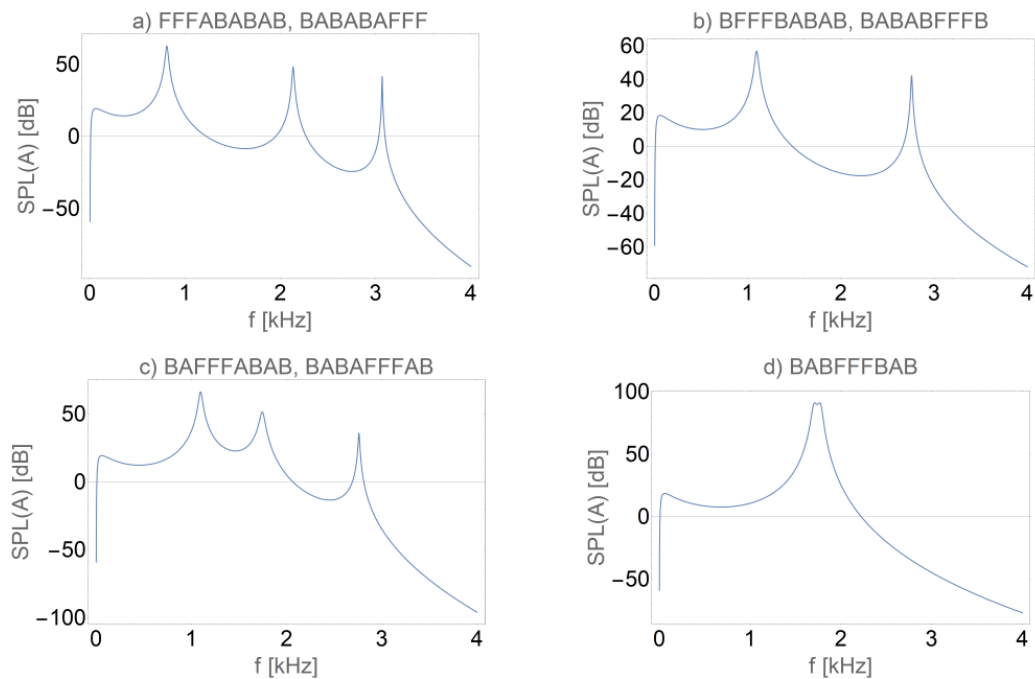 a) FFFABABAB, BABABAFFF
SPL(A) [dB]
50
0
−50
0 1 2 3 4
f [kHz]
b) BFFFBABAB, BABABFFFB
SPL(A) [dB]
60
40
20
0
−20
−40
−60
0 1 2 3 4
f [kHz]
c) BAFFFABAB, BABAFFFAB
SPL(A) [dB]
50
0
−50
−100
0 1 2 3 4
f [kHz]
d) BABFFFBAB
SPL(A) [dB]
100
50
0
−50
0 1 2 3 4
f [kHz]